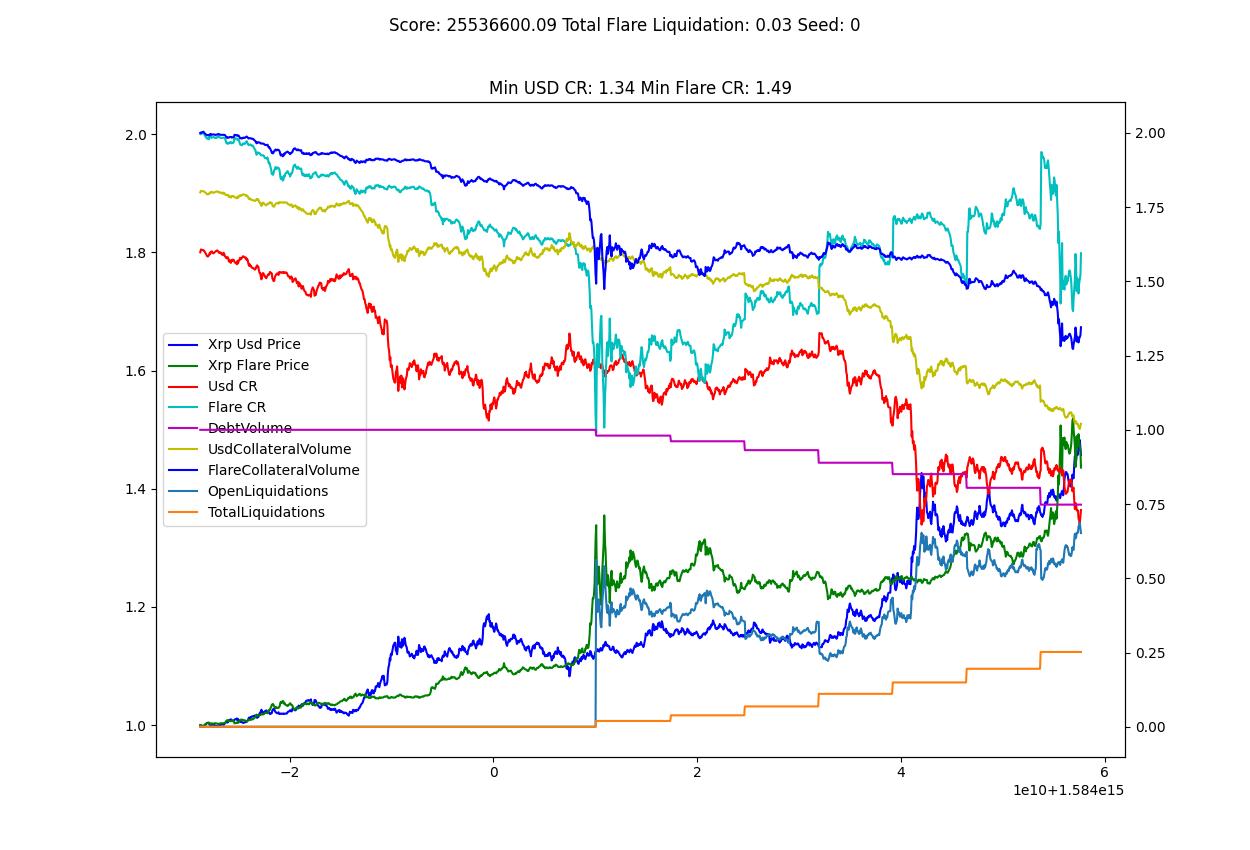 Score: 25536600.09 Total Flare Liquidation: 0.03 Seed: 0
Min USD CR: 1.34 Min Flare CR: 1.49
2.0
1.8
1.6
1.4
1.2
1.0
2.00
1.75
1.50
1.25
1.00
0.75
0.50
0.25
0.00
Xrp Usd Price
Xrp Flare Price
Usd CR
Flare CR
DebtVolume
UsdCollateralVolume
FlareCollateralVolume
OpenLiquidations
TotalLiquidations
−2
0
2
4
6
1e10+1.584e15